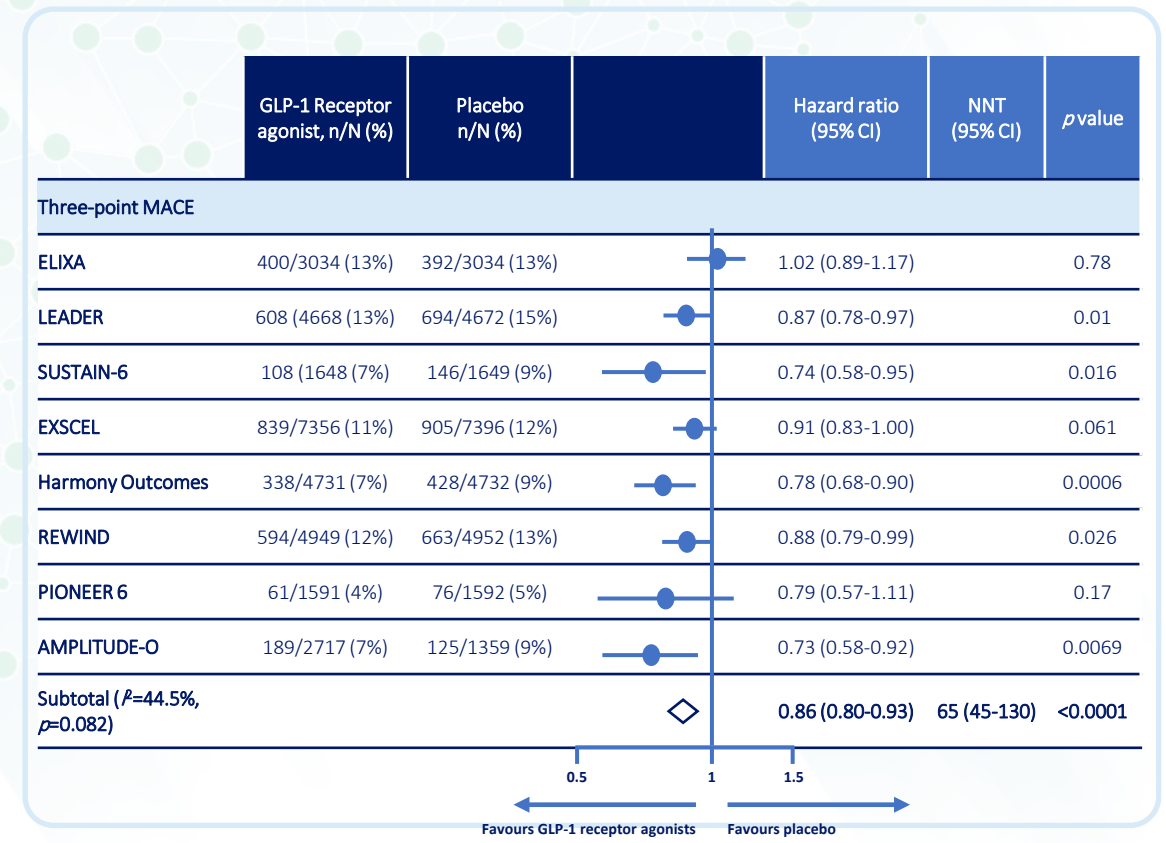 GLP-1 Receptor
agonist, n/N (%)
Placebo
n/N (%)
Hazard ratio
(95% CI)
NNT
(95% CI)
p value
Three-point MACE
ELIXA 400/3034 (13%) 392/3034 (13%) 1.02 (0.89-1.17) 0.78
LEADER 608 (4668 (13%) 694/4672 (15%) 0.87 (0.78-0.97) 0.01
SUSTAIN-6 108 (1648 (7%) 146/1649 (9%) 0.74 (0.58-0.95) 0.016
EXSCEL 839/7356 (11%) 905/7396 (12%) 0.91 (0.83-1.00) 0.061
Harmony Outcomes 338/4731 (7%) 428/4732 (9%) 0.78 (0.68-0.90) 0.0006
REWIND 594/4949 (12%) 663/4952 (13%) 0.88 (0.79-0.99) 0.026
PIONEER 6 61/1591 (4%) 76/1592 (5%) 0.79 (0.57-1.11) 0.17
AMPLITUDE-O 189/2717 (7%) 125/1359 (9%) 0.73 (0.58-0.92) 0.0069
Subtotal (I²=44.5%,
p=0.082) 0.86 (0.80-0.93) 65 (45-130) <0.0001
0.5 1 1.5
Favours GLP-1 receptor agonists Favours placebo